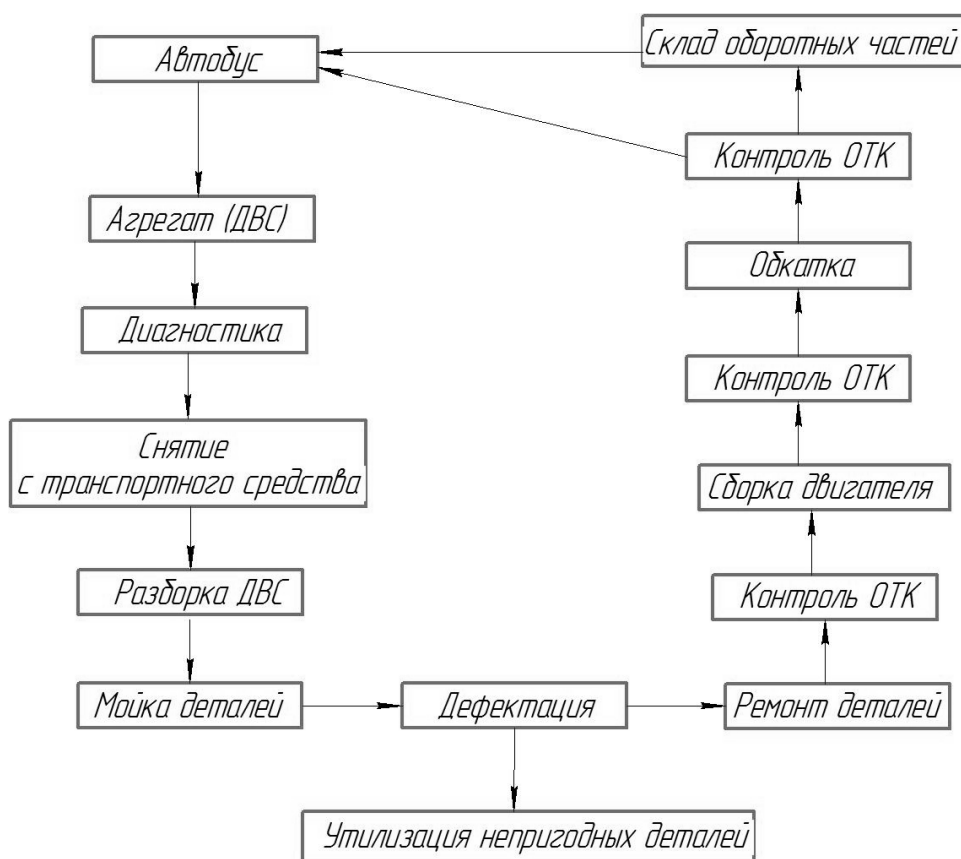 Автобус
Склад оборотных частей
Контроль ОТК
Агрегат (ДВС)
Обкатка
Диагностика
Контроль ОТК
Снятие
с транспортного средства
Сборка двигателя
Разборка ДВС
Контроль ОТК
Мойка деталей
Дефектация
Ремонт деталей
Утилизация непригодных деталей